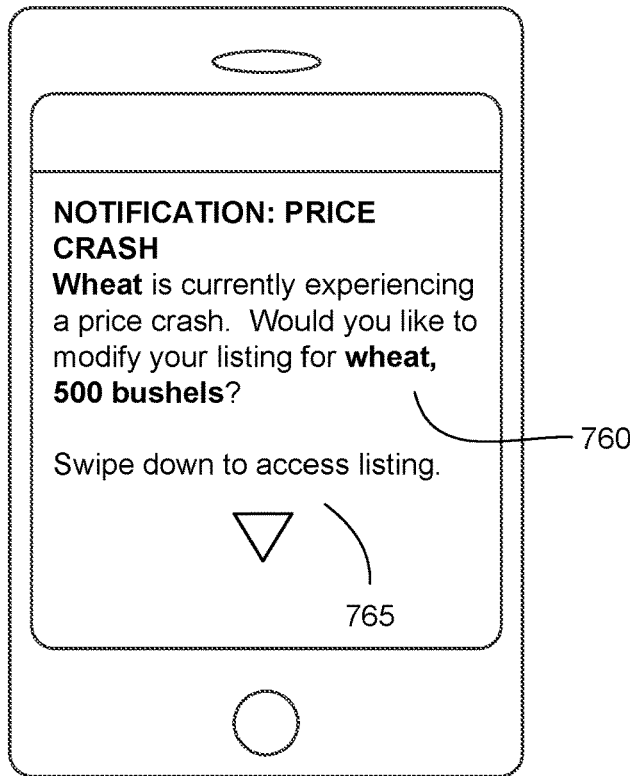 NOTIFICATION: PRICE
CRASH
Wheat is currently experiencing
a price crash. Would you like to
modify your listing for wheat,
500 bushels?
760
Swipe down to access listing.
765